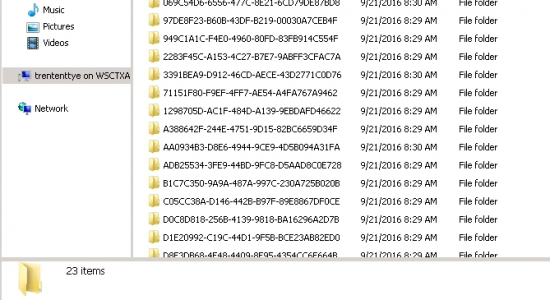 069C54D6-6556-477C-8E21-6CD79DE87BD8 9/21/2016 8:30 AM File folder
Music
97DE8F23-B60B-43DF-B219-00030A7CEB4F 9/21/2016 8:29 AM File folder
Pictures
949C1A1C-F4E0-4960-80FD-83FB914C554F 9/21/2016 8:29 AM File folder
Videos
2283F45C-A153-4C27-B7E7-9ABFF3CFAC7A 9/21/2016 8:29 AM File folder
trententtye on WSCTXA
3391BEA9-D912-46CD-AECE-43D2771C0D76 8:30 AM File folder
71151F80-F9EF-4FF7-AE54-A4FA767A9462 9/21/2016 8:29 AM File folder
Network
1298705D-AC1F-484D-A139-9EBDAFD46622 9/21/2016 8:29 AM File folder
A388642F-244E-4751-9D15-82BC6659D34F 9/21/2016 8:29 AM File folder
AA0934B3-D8E6-4944-9CE9-4D5B094A31FA 9/21/2016 8:30 AM File folder
ADB25534-3FE9-44BD-9FC8-D5AAD8C0E728 9/21/2016 8:29 AM File folder
B1C7C350-9A9A-487A-997C-230A725B020B 9/21/2016 8:29 AM File folder
C05CC38A-D146-402D-B97F-89E8867DF0CE 9/21/2016 8:29 AM File folder
D0C8D818-256B-4139-9818-BA16296A2D7B 9/21/2016 8:29 AM File folder
D1E20992-C19C-44D1-9F5B-BCE23AB82ED0 9/21/2016 8:29 AM File folder
D8F3DB68-4F48-4409-8F95-4354CC6F664B 9/21/2016 8:29 AM File folder
23 items